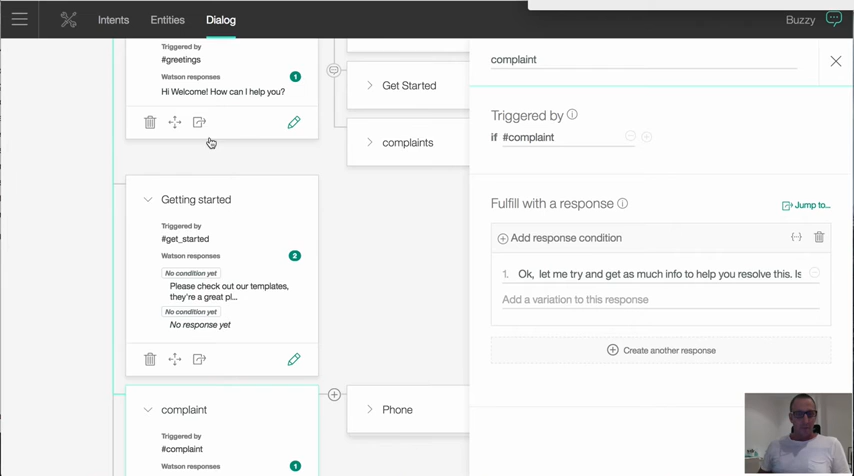 Intents Entities Dialog Buzzy
Triggered by
#greetings
Watson responses 1
Hi Welcome! How can I help you?
Getting started
Triggered by
#get_started
Watson responses 2
No condition yet
Please check out our templates,
they're a great pl...
No condition yet
No response yet
complaint
Triggered by
#complaint
Watson responses 1
Get Started
complaints
Phone
complaint
Triggered by
if #complaint
Fulfill with a response Jump to...
Add response condition
1. Ok, let me try and get as much info to help you resolve this. Is
Add a variation to this response
Create another response